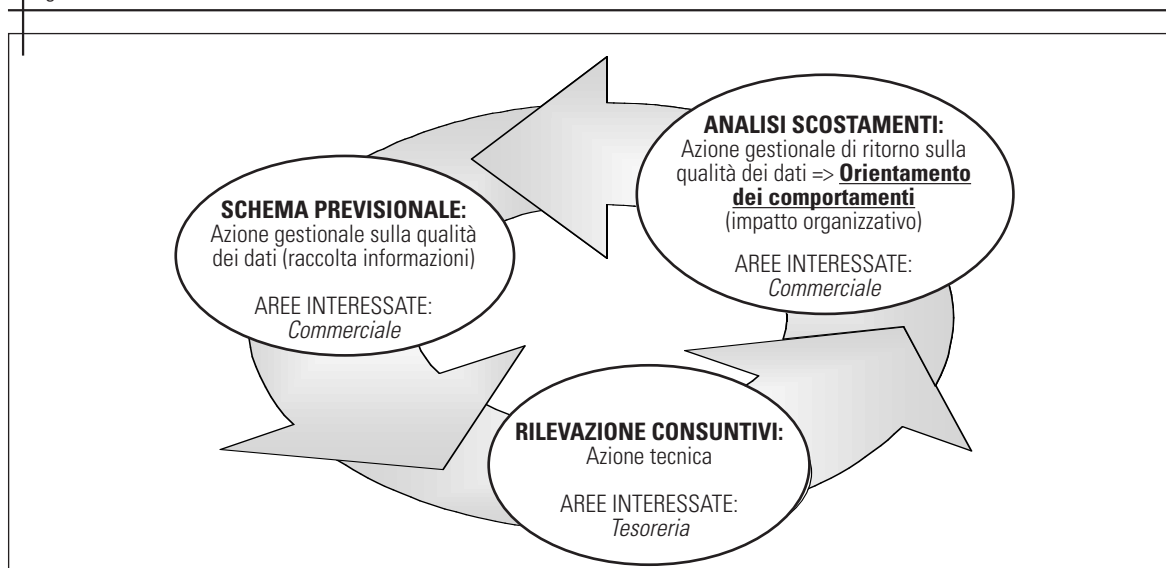 SCHEMA PREVISIONALE:
Azione gestionale sulla qualità
dei dati (raccolta informazioni)
AREE INTERESSATE:
Commerciale
ANALISI SCOSTAMENTI:
Azione gestionale di ritorno sulla
qualità dei dati => Orientamento
dei comportamenti
(impatto organizzativo)
AREE INTERESSATE:
Commerciale
RILEVAZIONE CONSUNTIVI:
Azione tecnica
AREE INTERESSATE:
Tesoreria